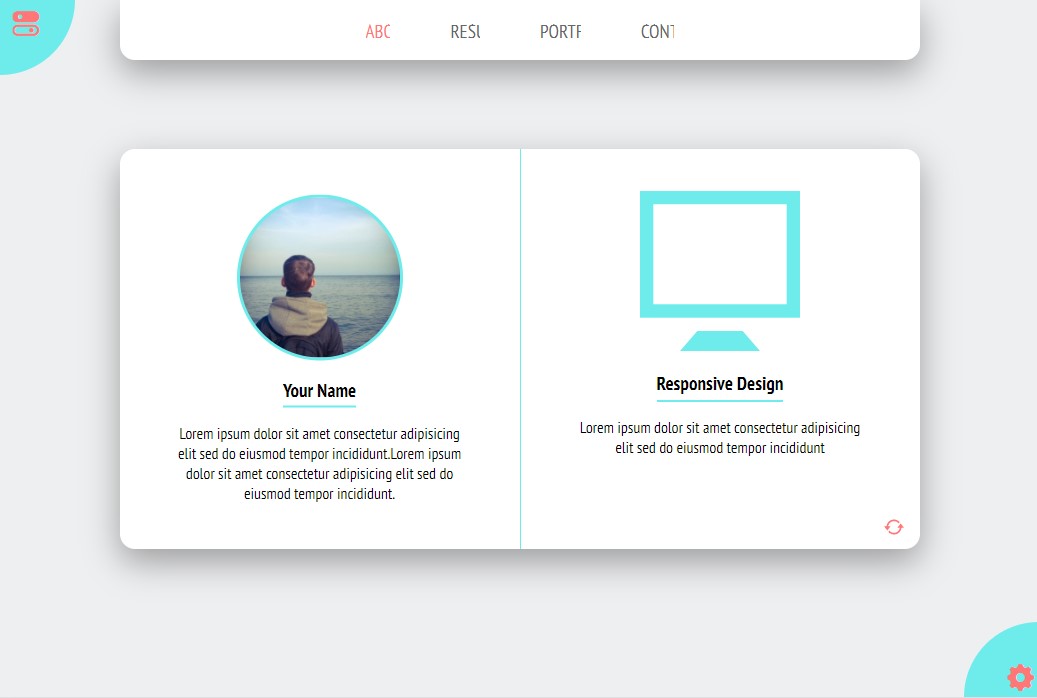 ABC
RESU
PORTF
CONT
Your Name
Lorem ipsum dolor sit amet consectetur adipisicing
elit sed do eiusmod tempor incididunt.Lorem ipsum
dolor sit amet consectetur adipisicing elit sed do
eiusmod tempor incididunt.
Responsive Design
Lorem ipsum dolor sit amet consectetur adipisicing
elit sed do eiusmod tempor incididunt